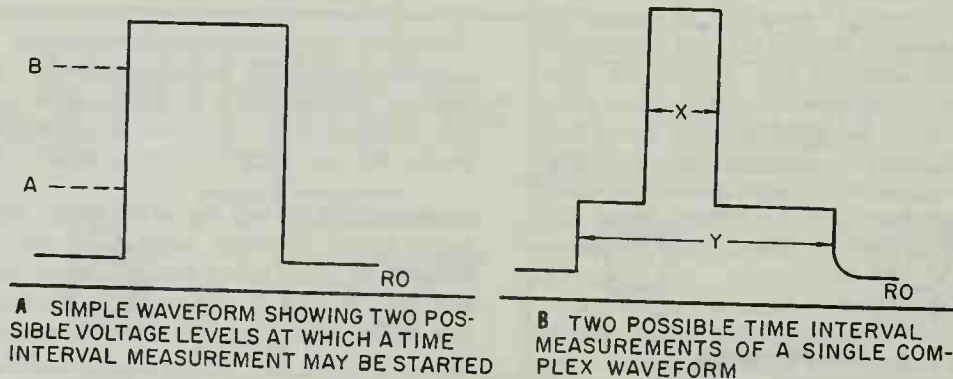 B
A
RO
A SIMPLE WAVEFORM SHOWING TWO POS-
SIBLE VOLTAGE LEVELS AT WHICH A TIME
INTERVAL MEASUREMENT MAY BE STARTED
X
Y
RO
B TWO POSSIBLE TIME INTERVAL
MEASUREMENTS OF A SINGLE COM-
PLEX WAVEFORM